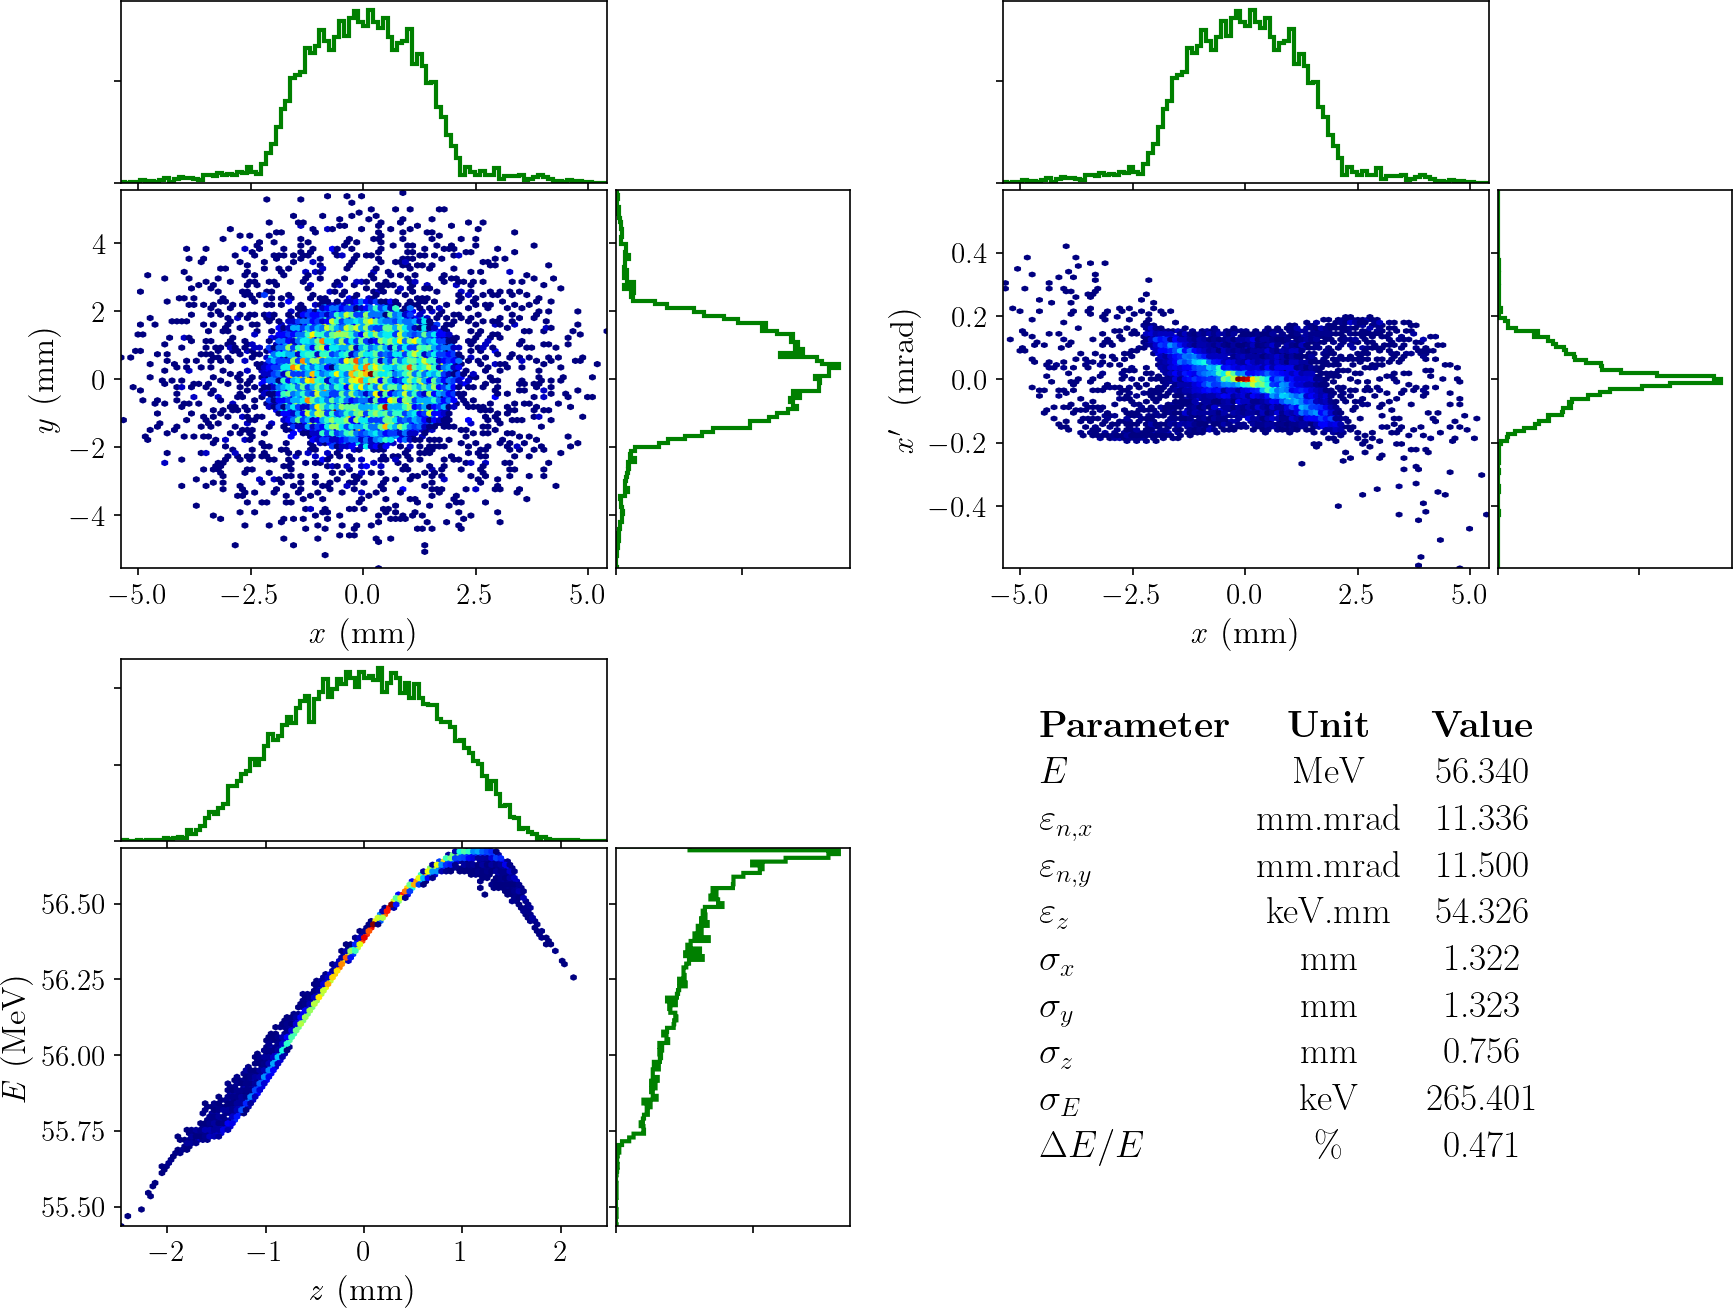 4
2
0
−2
−4
y (mm)
−5.0 −2.5 0.0 2.5 5.0
x (mm)
0.4
0.2
0.0
−0.2
−0.4
x′ (mrad)
−5.0 −2.5 0.0 2.5 5.0
x (mm)
56.50
56.25
56.00
55.75
55.50
E (MeV)
−2 −1 0 1 2
z (mm)
Parameter Unit Value
E MeV 56.340
εn,x mm.mrad 11.336
εn,y mm.mrad 11.500
εz keV.mm 54.326
σx mm 1.322
σy mm 1.323
σz mm 0.756
σE keV 265.401
ΔE/E % 0.471